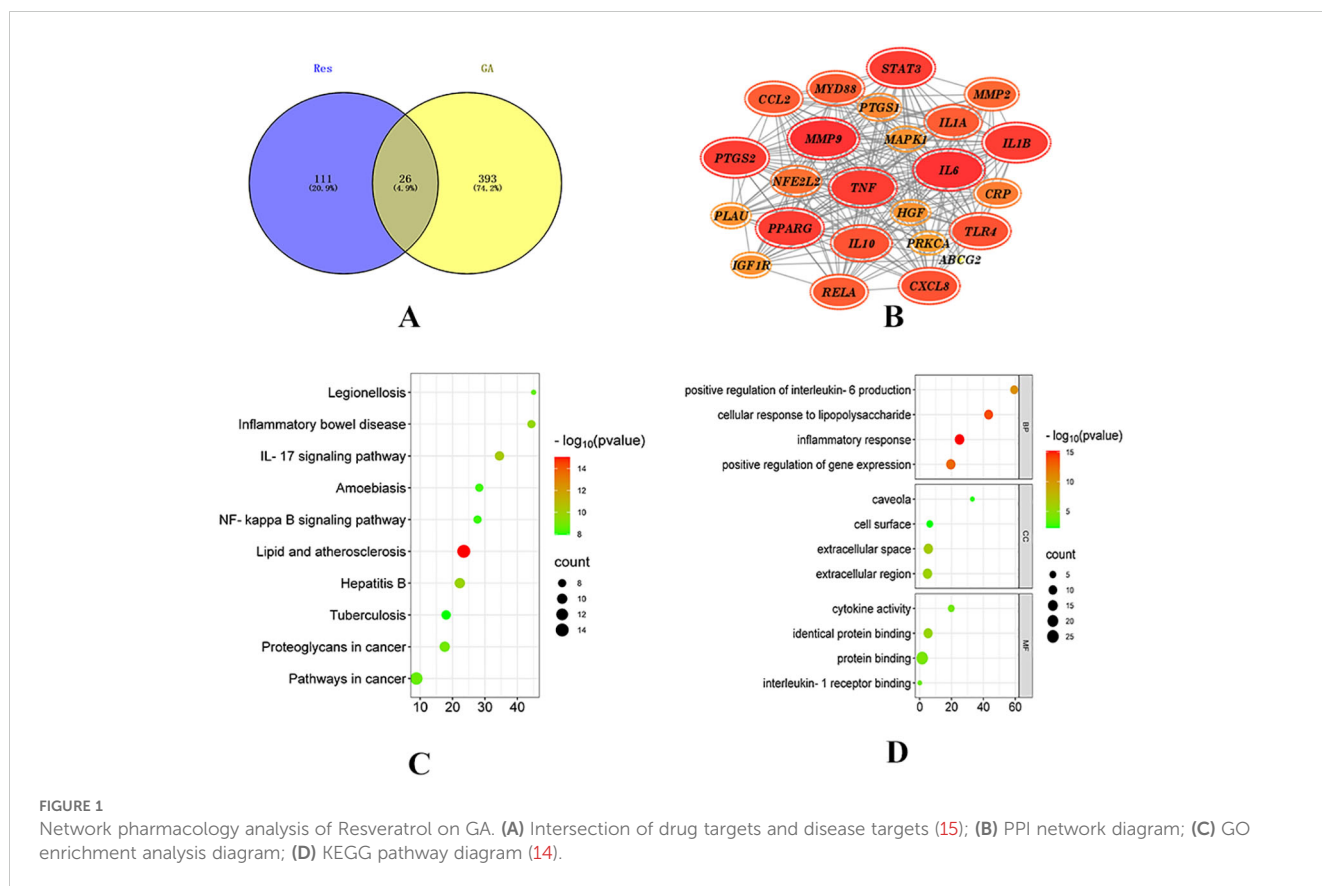 Res
GA
111
(20.9%)
26
(4.9%)
393
(74.2%)
A
STAT3
MYD88
CCL2
PTGS1
MMP2
IL1A
MMP9
MAPK1
IL1B
PTGS2
IL6
NFE2L2
TNF
CRP
PLAU
HGF
PPARG
TLR4
IL10
PRKCA
ABCG2
IGF1R
RELA
CXCL8
B
Legionellosis
Inflammatory bowel disease
IL- 17 signaling pathway
Amoebiasis
NF- kappa B signaling pathway
Lipid and atherosclerosis
Hepatitis B
Tuberculosis
Proteoglycans in cancer
Pathways in cancer
10 20 30 40
- log10(pvalue)
14
12
10
8
count
8
10
12
14
C
positive regulation of interleukin- 6 production
cellular response to lipopolysaccharide
inflammatory response
positive regulation of gene expression
BP
caveola
cell surface
extracellular space
extracellular region
CC
cytokine activity
identical protein binding
protein binding
interleukin- 1 receptor binding
MF
0 20 40 60
- log10(pvalue)
15
10
5
count
5
10
15
20
25
D
FIGURE 1
Network pharmacology analysis of Resveratrol on GA. (A) Intersection of drug targets and disease targets (15); (B) PPI network diagram; (C) GO
enrichment analysis diagram; (D) KEGG pathway diagram (14).